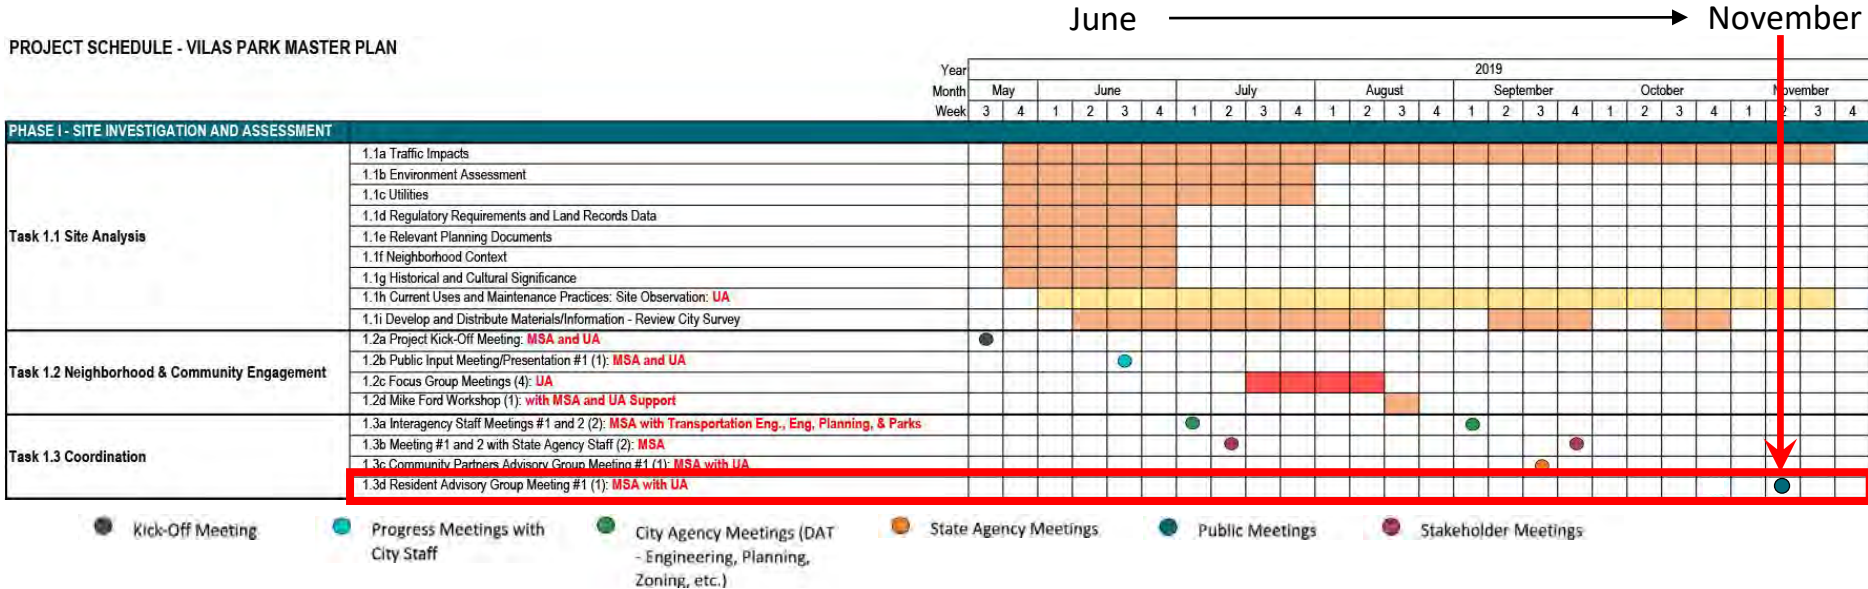 June November
PROJECT SCHEDULE - VILAS PARK MASTER PLAN
Year 2019
Month May June July August September October November
Week 3 4 1 2 3 4 1 2 3 4 1 2 3 4 1 2 3 4 1 2 3 4 1 2 3 4
PHASE I - SITE INVESTIGATION AND ASSESSMENT
1.1a Traffic Impacts
1.1b Environment Assessment
1.1c Utilities
1.1d Regulatory Requirements and Land Records Data
Task 1.1 Site Analysis 1.1e Relevant Planning Documents
1.1f Neighborhood Context
1.1g Historical and Cultural Significance
1.1h Current Uses and Maintenance Practices: Site Observation: UA
1.1i Develop and Distribute Materials/Information - Review City Survey
1.2a Project Kick-Off Meeting: MSA and UA
1.2b Public Input Meeting/Presentation #1 (1): MSA and UA
Task 1.2 Neighborhood & Community Engagement
1.2c Focus Group Meetings (4): UA
1.2d Mike Ford Workshop (1): with MSA and UA Support
1.3a Interagency Staff Meetings #1 and 2 (2): MSA with Transportation Eng., Eng, Planning, & Parks
1.3b Meeting #1 and 2 with State Agency Staff (2): MSA
Task 1.3 Coordination
1.3c Community Partners Advisory Group Meeting #1 (1): MSA with UA
1.3d Resident Advisory Group Meeting #1 (1): MSA with UA
Kick-Off Meeting
Progress Meetings with
City Staff
City Agency Meetings (DAT
- Engineering, Planning,
Zoning, etc.)
State Agency Meetings
Public Meetings
Stakeholder Meetings